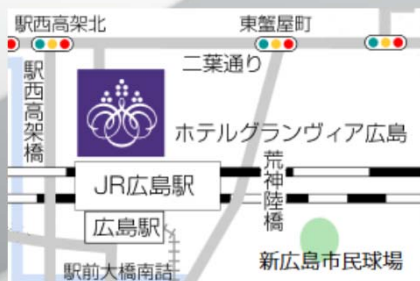 駅西高架北
東蟹屋町
二葉通り
駅西高架橋
ホテルグランヴィア広島
JR広島駅
荒神陸橋
広島駅
新広島市民球場
駅前大橋南詰